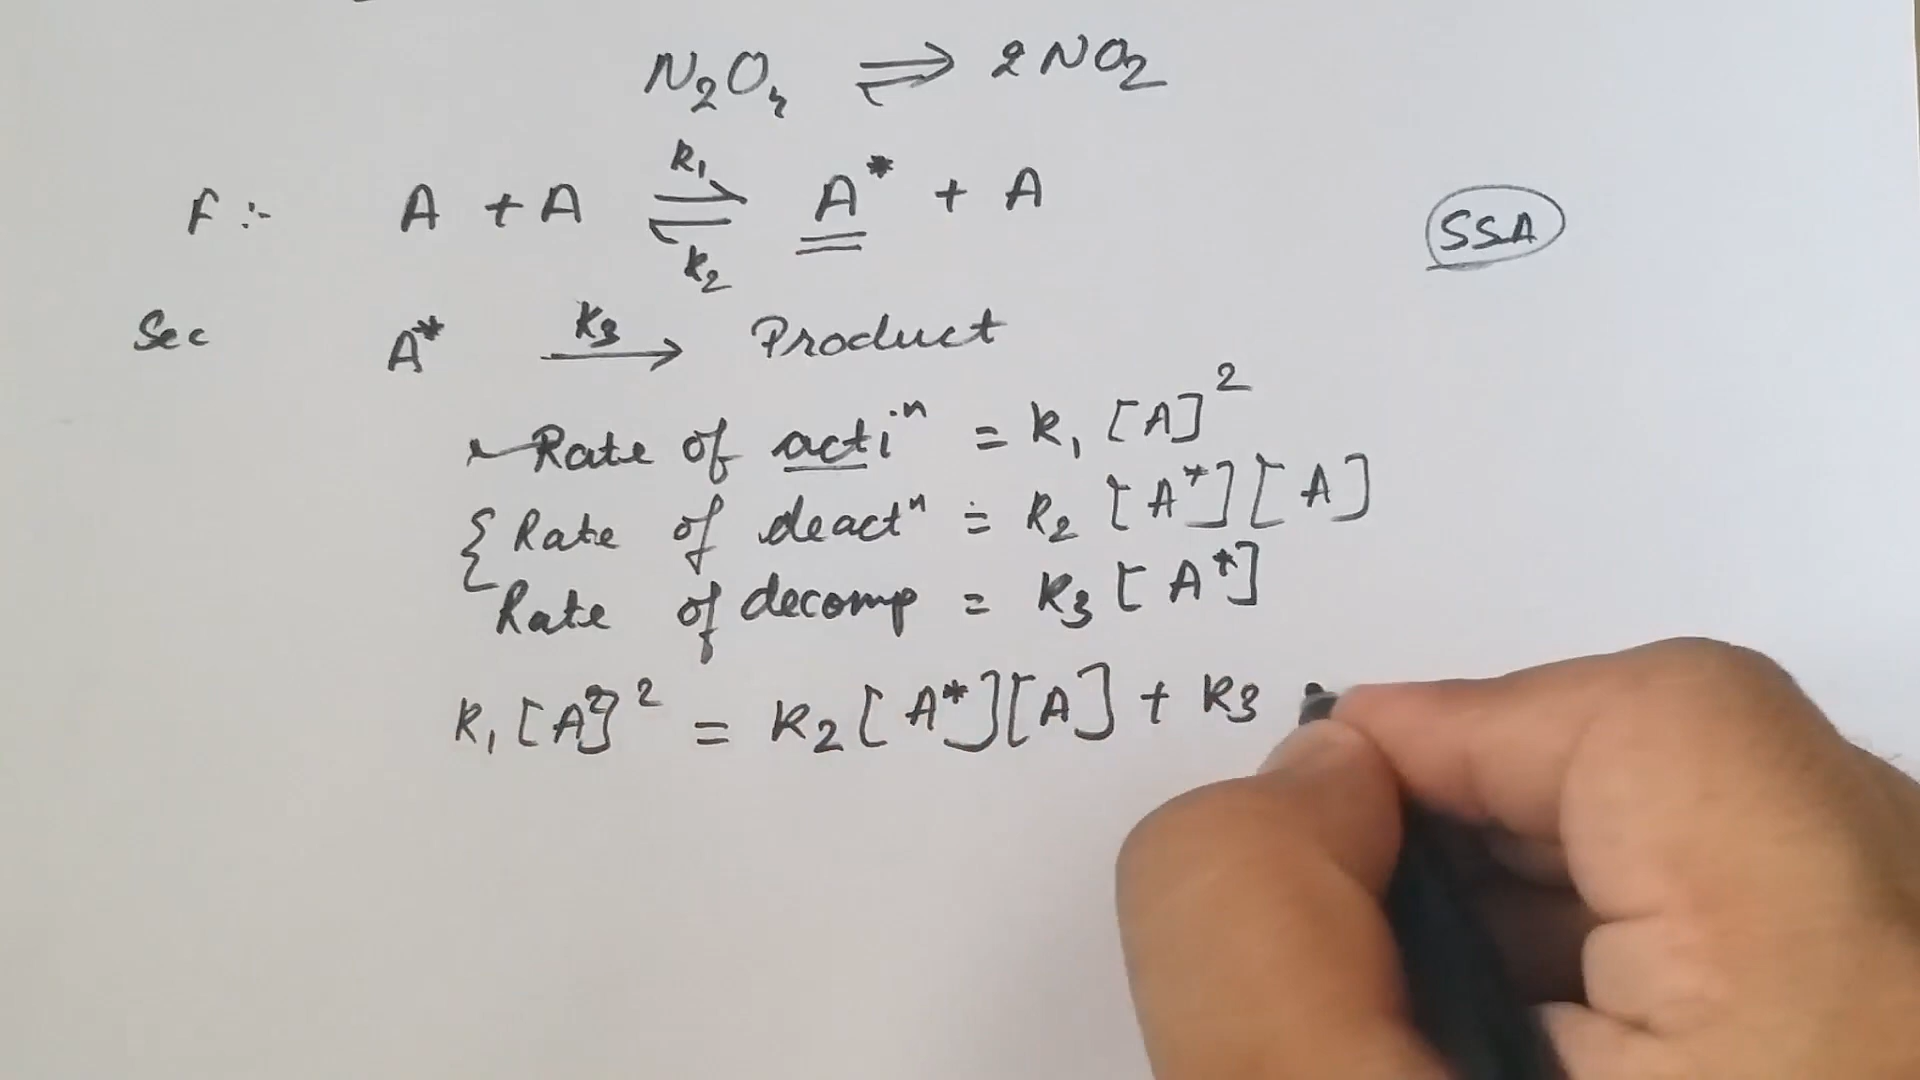 N₂O₄ ⇌ 2NO₂
F :- A + A ⇌ A* + A
k₁
k₂
SSA
Sec A* → Product
k₃
Rate of actiⁿ = k₁ [A]²
Rate of deactⁿ = k₂ [A*][A]
Rate of decomp = k₃ [A*]
k₁ [A]² = k₂ [A*][A] + k₃